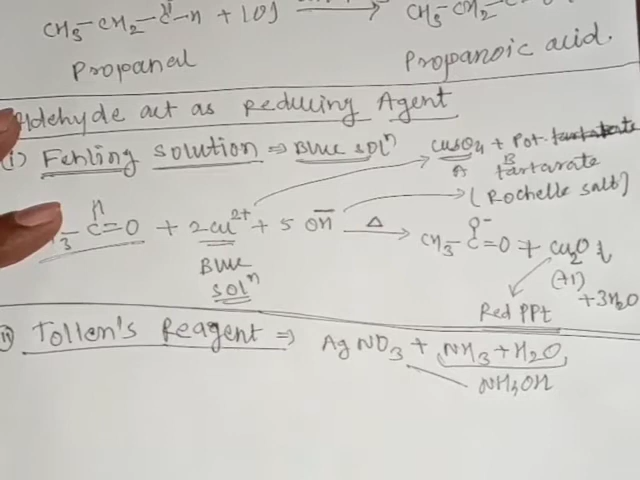 CH3-CH2-C-H + [O] → CH3-CH2-
Propanal
Propanoic acid.
Aldehyde act as Reducing Agent
(i) Fehling Solution ⇒ Blue solⁿ
CuSO4 + Pot. tartarate
A B
(Rochelle salt)
3-C=O + 2Cu²⁺ + 5 OH⁻ Δ→ CH3-C=O + Cu2O↓
H O⁻
Blue solⁿ
(+1)
+3H2O
Red PPt
(ii) Tollen's Reagent ⇒ AgNO3 + NH3+H2O
NH4OH